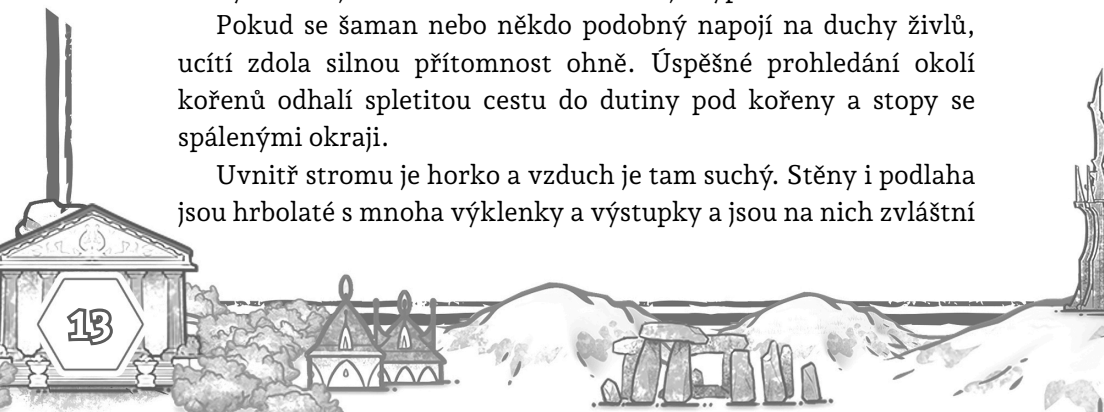 Pokud se šaman nebo někdo podobný napojí na duchy živlů,
ucítí zdola silnou přítomnost ohně. Úspěšné prohledání okolí
kořenů odhalí spletitou cestu do dutiny pod kořeny a stopy se
spálenými okraji.
Uvnitř stromu je horko a vzduch je tam suchý. Stěny i podlaha
jsou hrbolaté s mnoha výklenky a výstupky a jsou na nich zvláštní
13